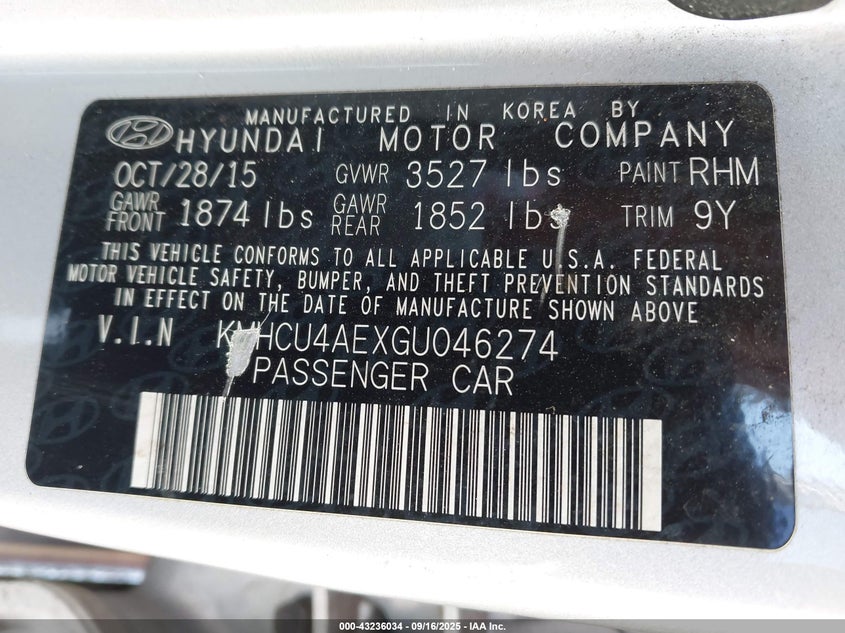 MANUFACTURED IN KOREA BY
HYUNDAI MOTOR COMPANY
OCT/28/15 GVWR 3527 lbs PAINT RHM
GAWR FRONT 1874 lbs GAWR REAR 1852 lbs TRIM 9Y
THIS VEHICLE CONFORMS TO ALL APPLICABLE U.S.A. FEDERAL
MOTOR VEHICLE SAFETY, BUMPER, AND THEFT PREVENTION STANDARDS
IN EFFECT ON THE DATE OF MANUFACTURE SHOWN ABOVE
V.I.N KMHCU4AEXGU046274
PASSENGER CAR
000-43236034 - 09/16/2025 - IAA Inc.